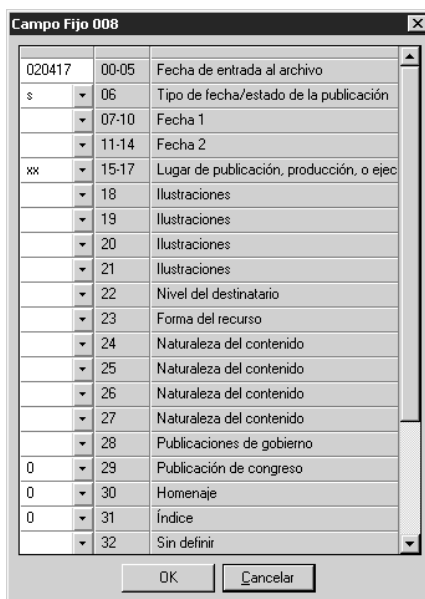 Campo Fijo 008
020417 00-05 Fecha de entrada al archivo
s 06 Tipo de fecha/estado de la publicación
07-10 Fecha 1
11-14 Fecha 2
xx 15-17 Lugar de publicación, producción, o ejec
18 Ilustraciones
19 Ilustraciones
20 Ilustraciones
21 Ilustraciones
22 Nivel del destinatario
23 Forma del recurso
24 Naturaleza del contenido
25 Naturaleza del contenido
26 Naturaleza del contenido
27 Naturaleza del contenido
28 Publicaciones de gobierno
0 29 Publicación de congreso
0 30 Homenaje
0 31 Índice
32 Sin definir
OK Cancelar